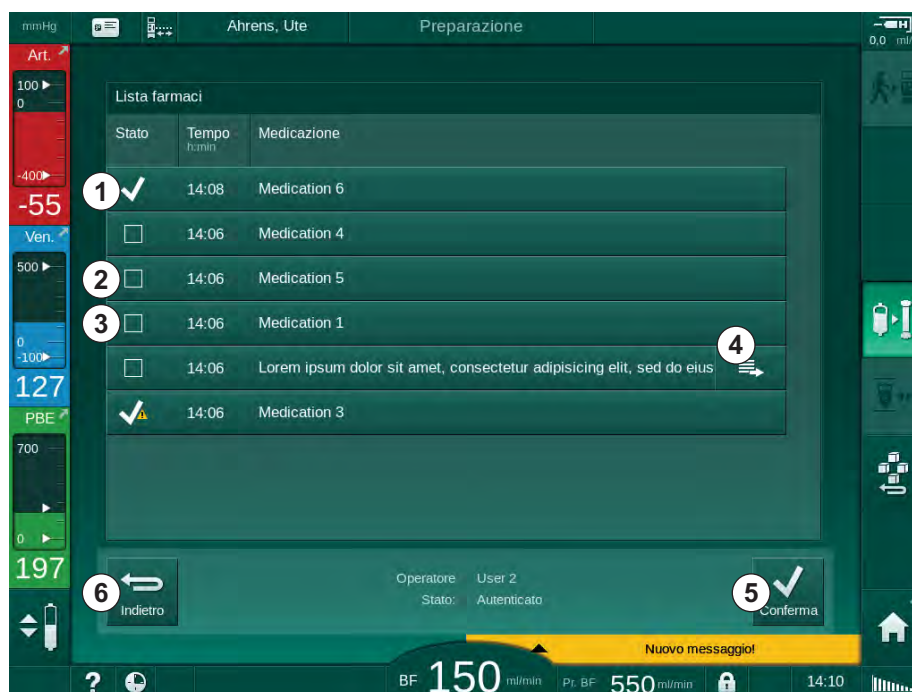 mmHg Ahrens, Ute Preparazione
0,0 ml/
Art.
100
0
-400
-55
Ven.
500
0
-100
127
PBE
700
0
197
Lista farmaci
Stato Tempo Medicazione
h:min
1 14:08 Medication 6
14:06 Medication 4
2 14:06 Medication 5
3 14:06 Medication 1
4
14:06 Lorem ipsum dolor sit amet, consectetur adipisicing elit, sed do eius
14:06 Medication 3
6 Indietro
Operatore User 2
Stato: Autenticato
5 Conferma
Nuovo messaggio!
? BF 150 ml/min Pr. BF 550 ml/min 14:10